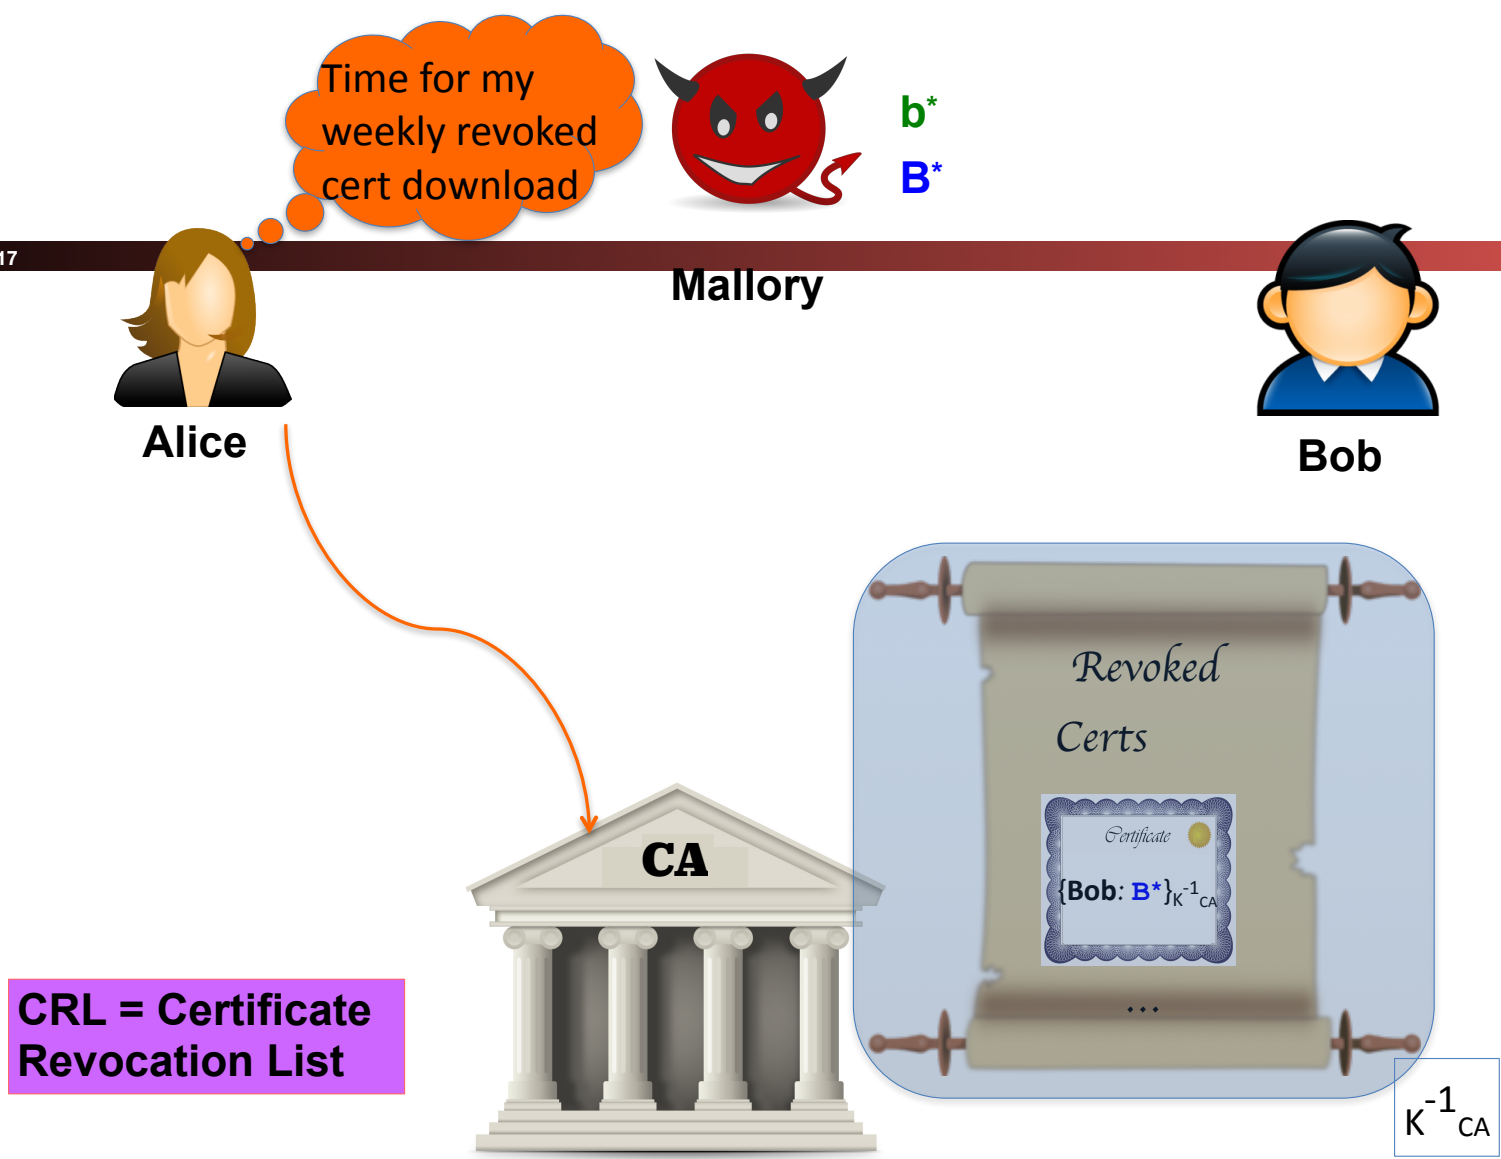 Time for my
weekly revoked
cert download
b*
B*
17
Mallory
Alice
Bob
Revoked
Certs
CA
Certificate
{Bob: B*}K-1CA
...
CRL = Certificate
Revocation List
K-1CA